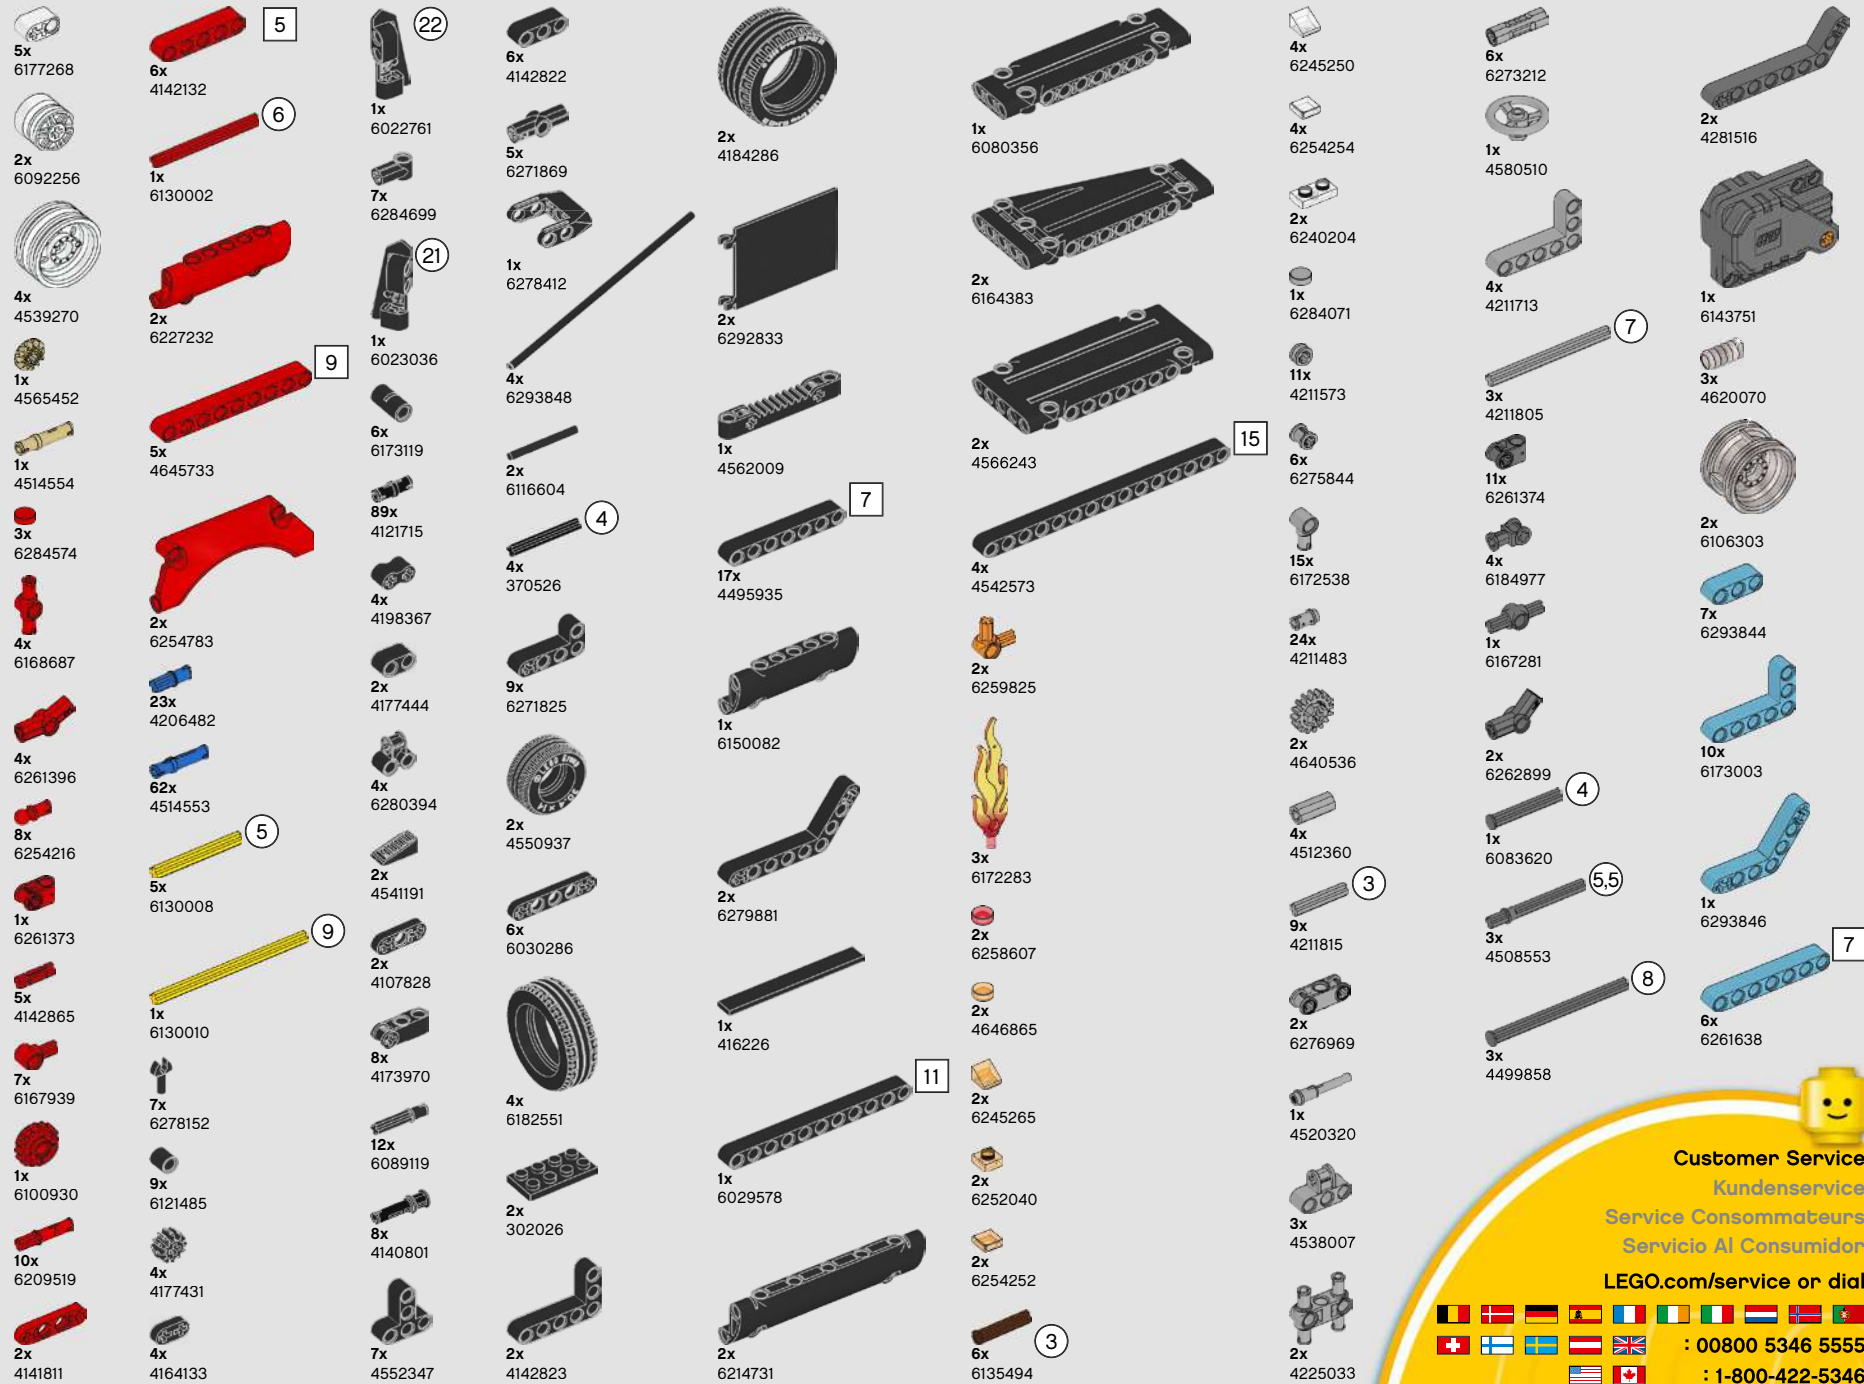 5x
6177268
2x
6092256
4x
4539270
1x
4565452
1x
4514554
3x
6284574
4x
6168687
4x
6261396
8x
6254216
1x
6261373
5x
4142865
7x
6167939
1x
6100930
10x
6209519
2x
4141811
5
6x
4142132
6
1x
6130002
2x
6227232
9
5x
4645733
2x
6254783
23x
4206482
62x
4514553
5
5x
6130008
9
1x
6130010
7x
6278152
9x
6121485
4x
4177431
4x
4164133
22
1x
6022761
7x
6284699
21
1x
6023036
6x
6173119
89x
4121715
4x
4198367
2x
4177444
4x
6280394
2x
4541191
2x
4107828
8x
4173970
12x
6089119
8x
4140801
7x
4552347
6x
4142822
5x
6271869
1x
6278412
4x
6293848
2x
6116604
4
4x
370526
9x
6271825
2x
4550937
6x
6030286
4x
6182551
2x
302026
2x
4142823
2x
4184286
2x
6292833
1x
4562009
7
17x
4495935
1x
6150082
2x
6279881
1x
416226
11
1x
6029578
2x
6214731
1x
6080356
2x
6164383
2x
4566243
15
4x
4542573
2x
6259825
3x
6172283
2x
6258607
2x
4646865
2x
6245265
2x
6252040
2x
6254252
3
6x
6135494
4x
6245250
4x
6254254
2x
6240204
1x
6284071
11x
4211573
6x
6275844
15x
6172538
24x
4211483
2x
4640536
4x
4512360
3
9x
4211815
2x
6276969
1x
4520320
3x
4538007
2x
4225033
6x
6273212
1x
4580510
4x
4211713
7
3x
4211805
11x
6261374
4x
6184977
1x
6167281
2x
6262899
4
1x
6083620
5,5
3x
4508553
8
3x
4499858
2x
4281516
1x
6143751
3x
4620070
2x
6106303
7x
6293844
10x
6173003
1x
6293846
7
6x
6261638
Customer Service
Kundenservice
Service Consommateurs
Servicio Al Consumidor
LEGO.com/service or dial
: 00800 5346 5555
: 1-800-422-5346